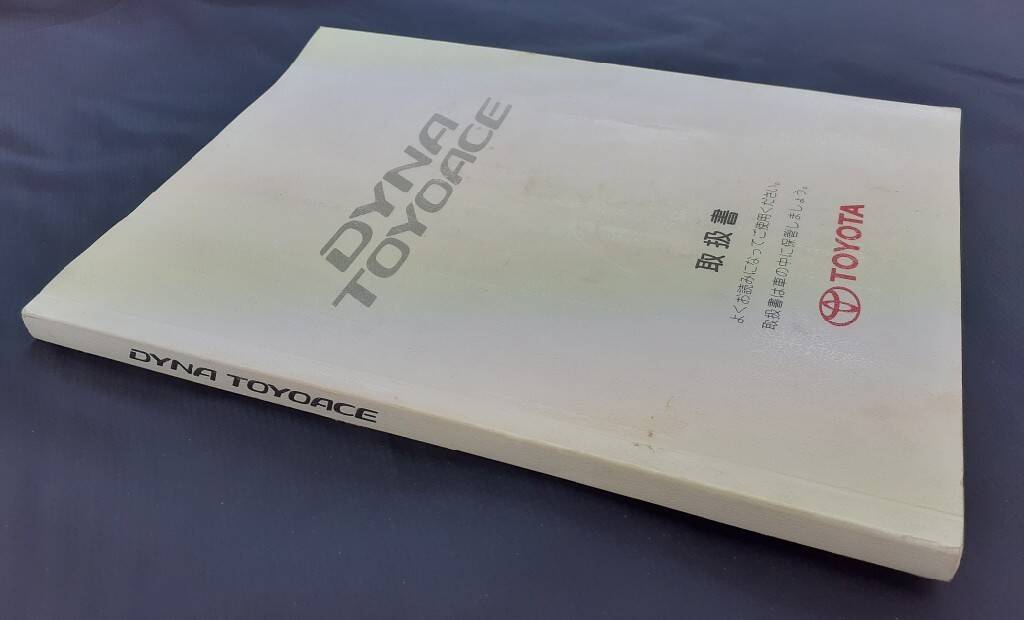 DYNA
TOYOACE
取扱書
よくお読みになってご使用ください。
取扱書は車の中に保管しましょう。
TOYOTA
DYNA TOYOACE